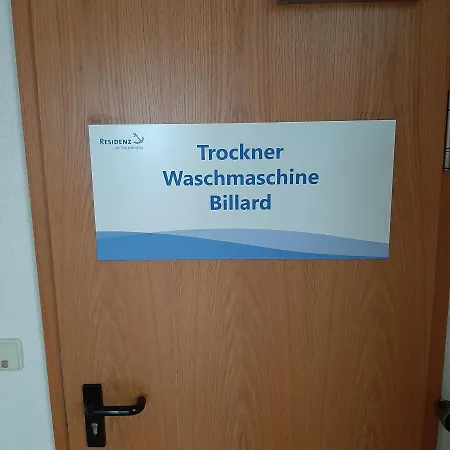 RESIDENZ
Trockner
Waschmaschine
Billard